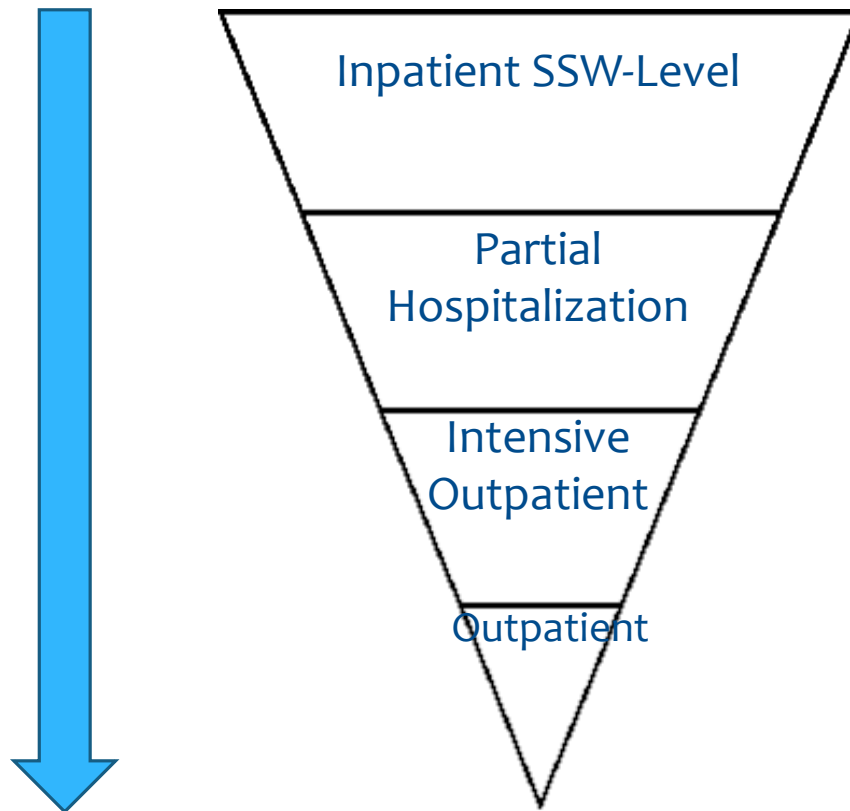 Inpatient SSW-Level
Partial
Hospitalization
Intensive
Outpatient
Outpatient